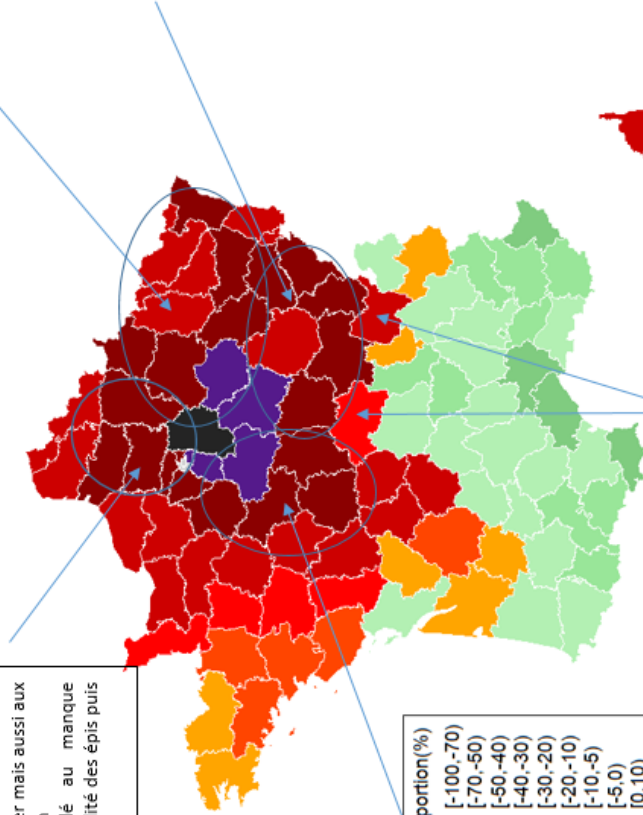 er mais aussi aux
)
lé au manque
lité des épis puis
portion(%)
[-100,-70)
[-70,-50)
[-50,-40)
[-40,-30)
[-30,-20)
[-20,-10)
[-10,-5)
[-5,0)
[0,10)